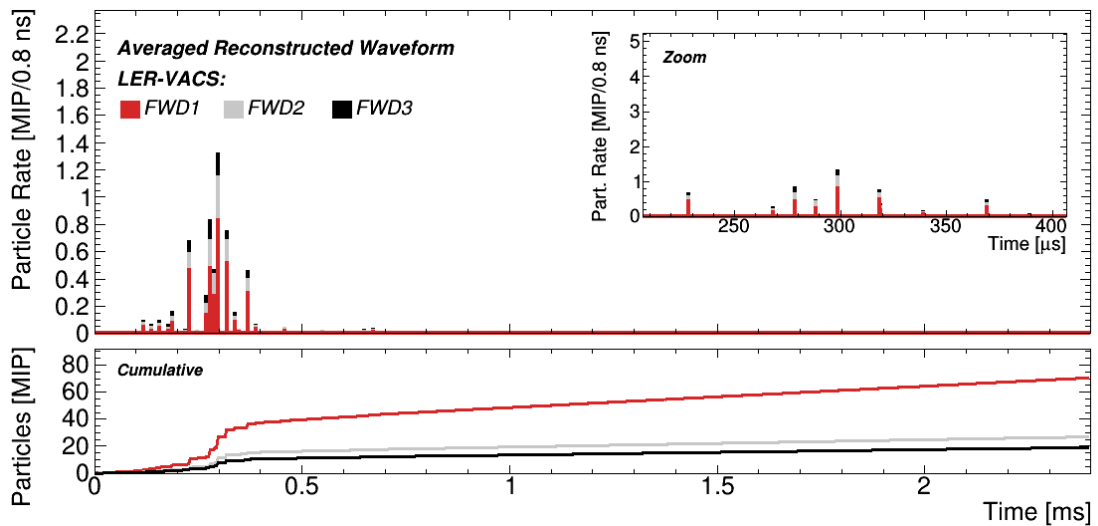 Particle Rate [MIP/0.8 ns]
2.2
2
1.8
1.6
1.4
1.2
1
0.8
0.6
0.4
0.2
0
Averaged Reconstructed Waveform
LER-VACS:
FWD1 FWD2 FWD3
Part. Rate [MIP/0.8 ns]
5
4
3
2
1
0
Zoom
250 300 350 400
Time [μs]
Particles [MIP]
80
60
40
20
0
Cumulative
0 0.5 1 1.5 2
Time [ms]